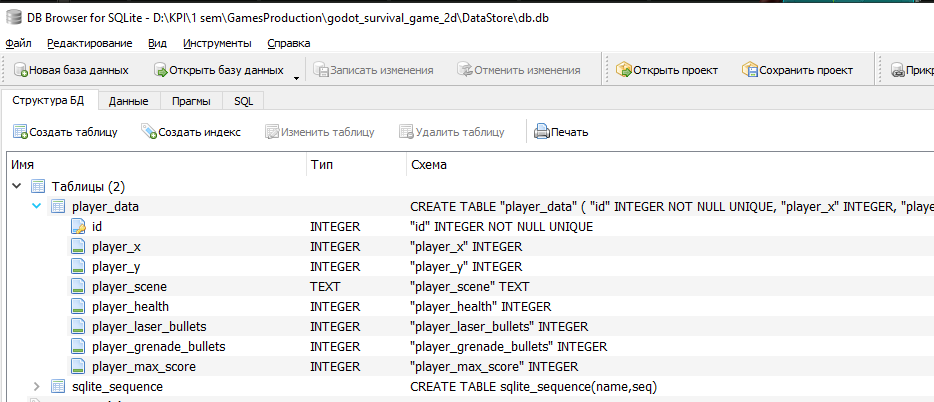 DB Browser for SQLite - D:\KPI\1 sem\GamesProduction\godot_survival_game_2d\DataStore\db.db
Файл Редактирование Вид Инструменты Справка
Новая база данных Открыть базу данных Записать изменения Отменить изменения Открыть проект Сохранить проект Прикр
Структура БД Данные Прагмы SQL
Создать таблицу Создать индекс Изменить таблицу Удалить таблицу Печать
Имя Тип Схема
Таблицы (2)
player_data CREATE TABLE "player_data" ( "id" INTEGER NOT NULL UNIQUE, "player_x" INTEGER, "playe
id INTEGER "id" INTEGER NOT NULL UNIQUE
player_x INTEGER "player_x" INTEGER
player_y INTEGER "player_y" INTEGER
player_scene TEXT "player_scene" TEXT
player_health INTEGER "player_health" INTEGER
player_laser_bullets INTEGER "player_laser_bullets" INTEGER
player_grenade_bullets INTEGER "player_grenade_bullets" INTEGER
player_max_score INTEGER "player_max_score" INTEGER
sqlite_sequence CREATE TABLE sqlite_sequence(name,seq)